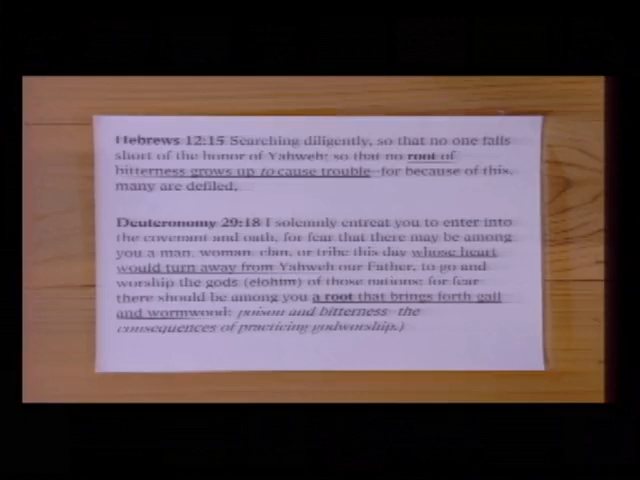 Hebrews 12:15 Searching diligently, so that no one falls
short of the honor of Yahweh; so that no root of
bitterness grows up to cause trouble—for because of this,
many are defiled,
Deuteronomy 29:18 I solemnly entreat you to enter into
the covenant and oath, for fear that there may be among
you a man, woman, clan, or tribe this day whose heart
would turn away from Yahweh our Father, to go and
worship the gods (elohim) of those nations; for fear
there should be among you a root that brings forth gall
and wormwood; poison and bitterness—the
consequences of practicing godworship.)